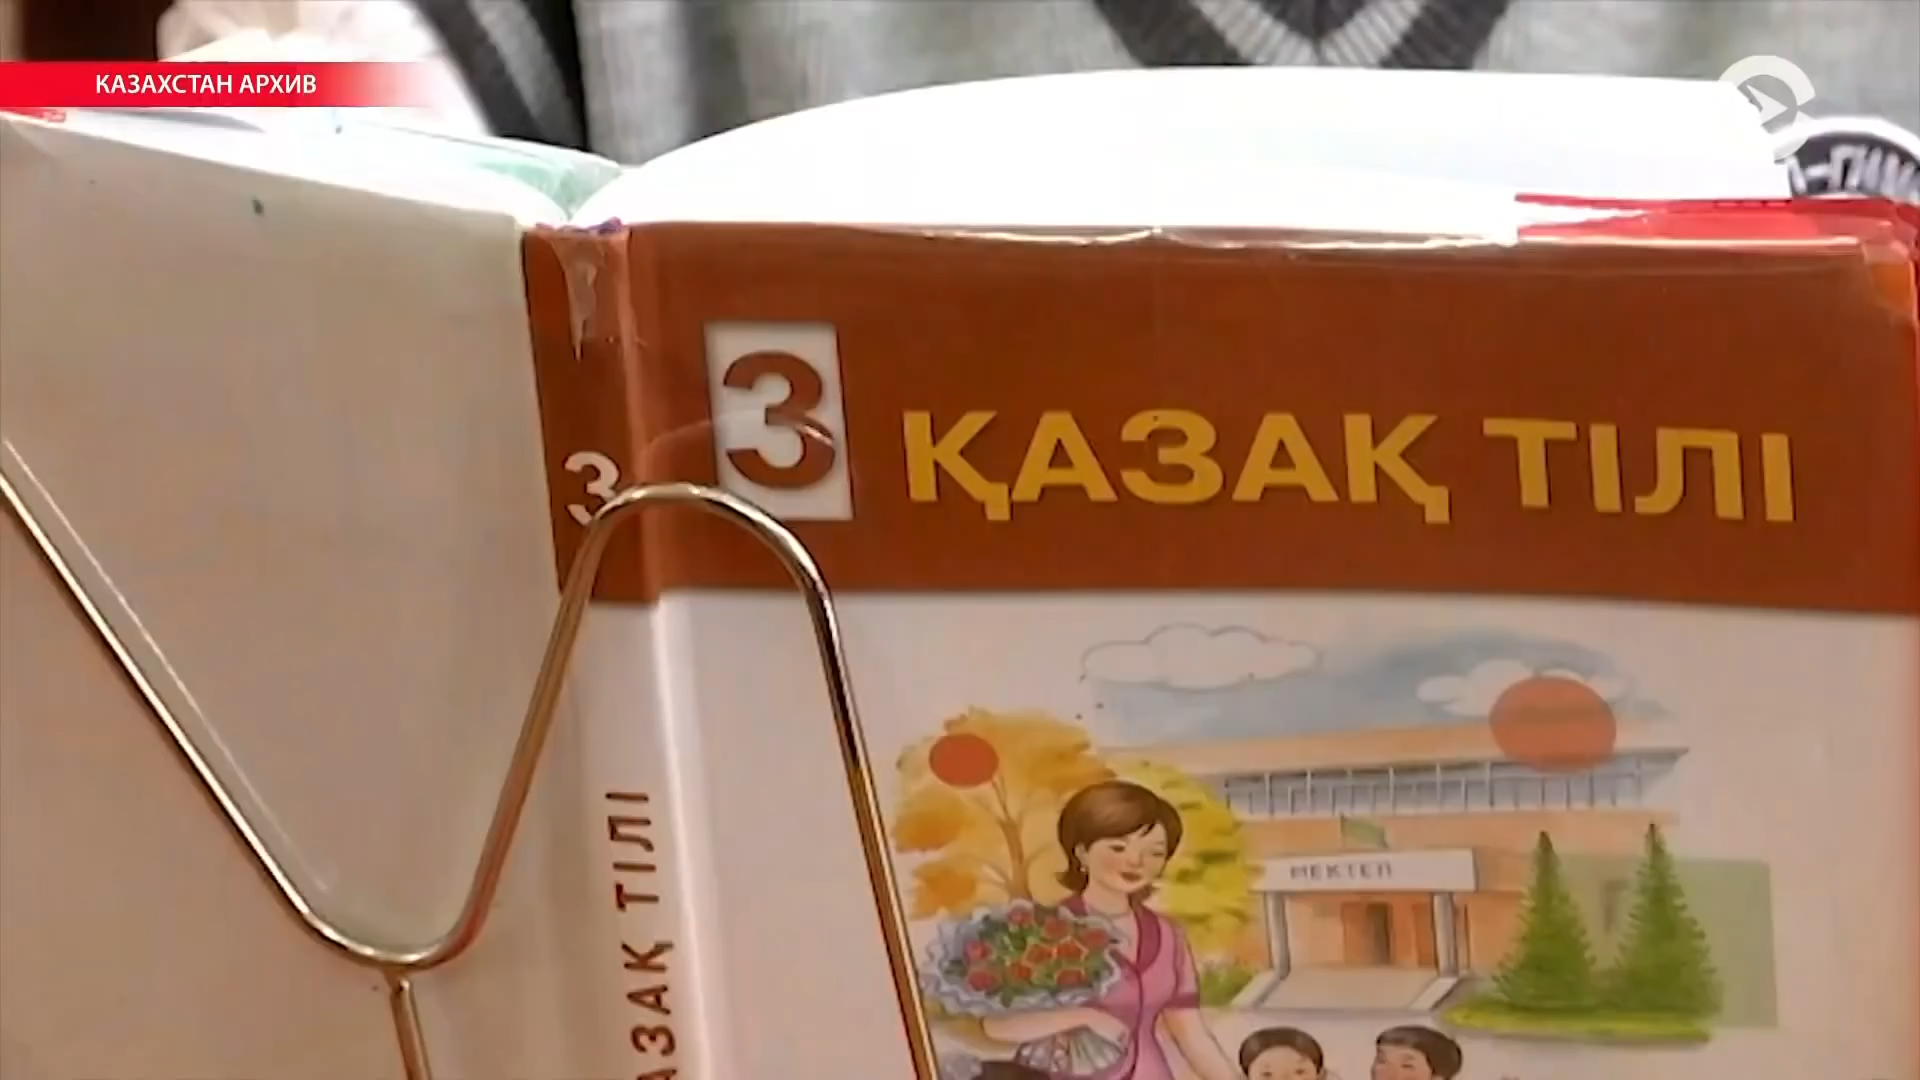 КАЗАХСТАН АРХИВ
3 ҚАЗАҚ ТІЛІ
3
АЗАҚ ТІЛІ
МЕКТЕП